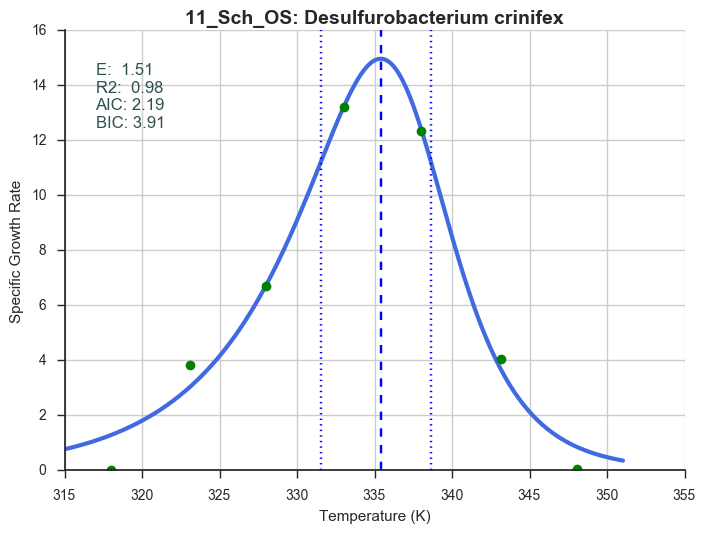 11_Sch_OS: Desulfurobacterium crinifex
E: 1.51
R2: 0.98
AIC: 2.19
BIC: 3.91
Specific Growth Rate
16
14
12
10
8
6
4
2
0
315 320 325 330 335 340 345 350 355
Temperature (K)